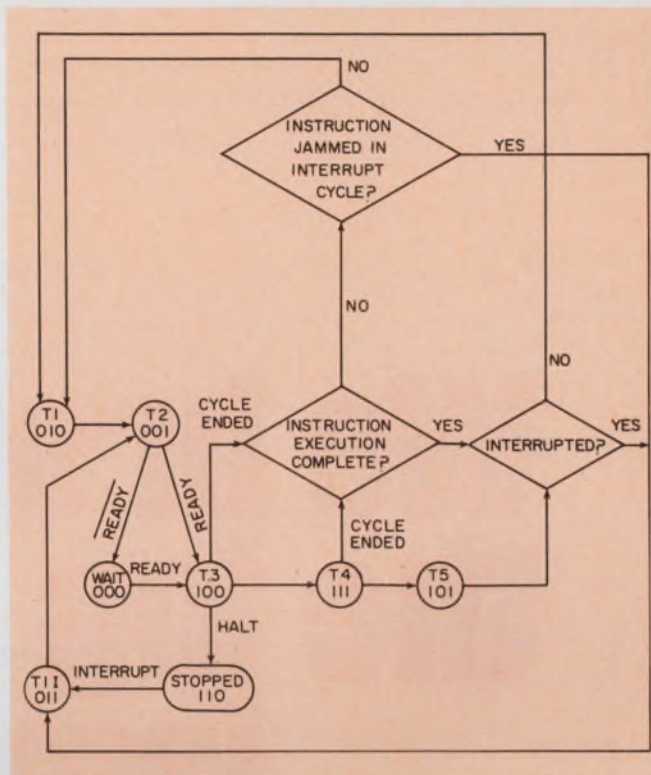 NO
INSTRUCTION
JAMMED IN
INTERRUPT
CYCLE?
YES
NO
NO
CYCLE
ENDED
INSTRUCTION
EXECUTION
COMPLETE?
YES
INTERRUPTED?
YES
T1
010
T2
001
READY
READY
CYCLE
ENDED
WAIT
000
READY
T3
100
T4
111
T5
101
HALT
T1I
011
INTERRUPT
STOPPED
110